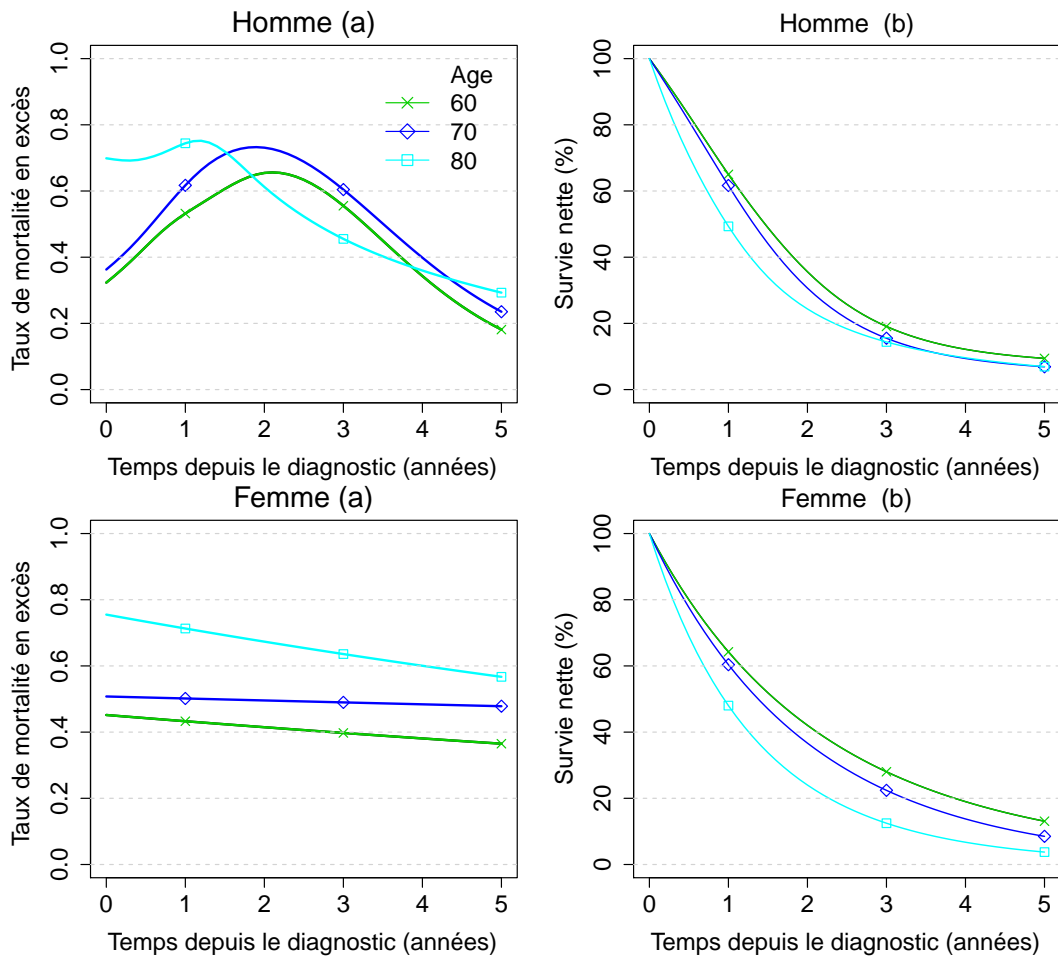 Homme (a)
Taux de mortalité en excès
0.0 0.2 0.4 0.6 0.8 1.0
Age
60
70
80
0 1 2 3 4 5
Temps depuis le diagnostic (années)
Homme (b)
Survie nette (%)
0 20 40 60 80 100
0 1 2 3 4 5
Temps depuis le diagnostic (années)
Femme (a)
Taux de mortalité en excès
0.0 0.2 0.4 0.6 0.8 1.0
0 1 2 3 4 5
Temps depuis le diagnostic (années)
Femme (b)
Survie nette (%)
0 20 40 60 80 100
0 1 2 3 4 5
Temps depuis le diagnostic (années)